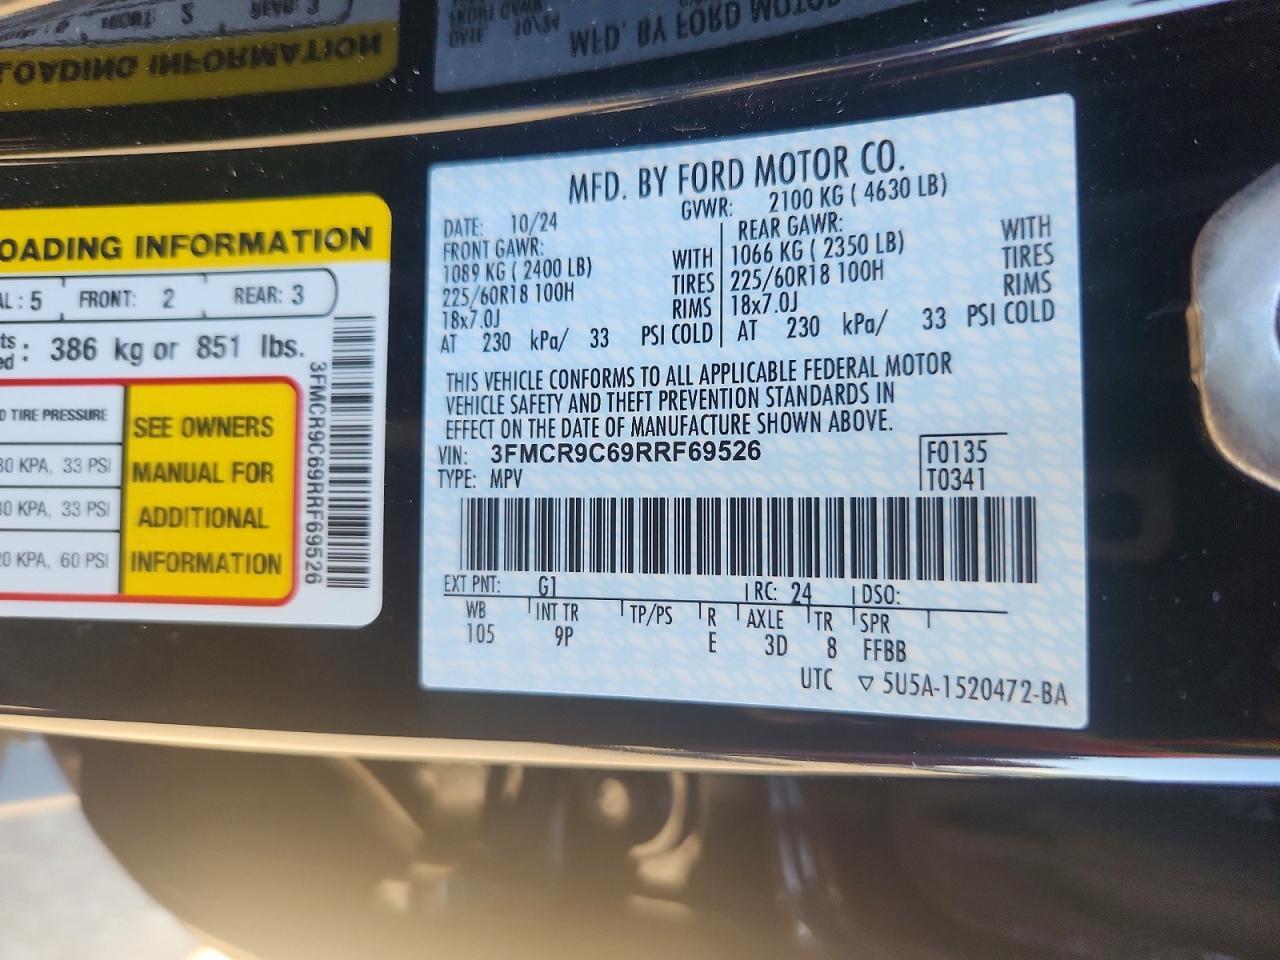 OADING INFORMATION
AL : 5 FRONT: 2 REAR: 3
386 kg or 851 lbs.
TIRE PRESSURE
KPA, 33 PSI
KPA, 33 PSI
KPA, 60 PSI
SEE OWNERS
MANUAL FOR
ADDITIONAL
INFORMATION
3FMCR9C69RRF69526
MFD. BY FORD MOTOR CO.
DATE: 10/24 GVWR: 2100 KG ( 4630 LB)
FRONT GAWR:
1089 KG ( 2400 LB) WITH
225/60R18 100H TIRES
18x7.0J RIMS
AT 230 kPa/ 33 PSI COLD
REAR GAWR: WITH
1066 KG ( 2350 LB) TIRES
225/60R18 100H RIMS
18x7.0J
AT 230 kPa/ 33 PSI COLD
THIS VEHICLE CONFORMS TO ALL APPLICABLE FEDERAL MOTOR
VEHICLE SAFETY AND THEFT PREVENTION STANDARDS IN
EFFECT ON THE DATE OF MANUFACTURE SHOWN ABOVE.
VIN: 3FMCR9C69RRF69526 F0135
TYPE: MPV T0341
EXT PNT: G1 RC: 24 DSO:
WB INT TR TP/PS R AXLE TR SPR
105 9P E 3D 8 FFBB
UTC ▽ 5U5A-1520472-BA